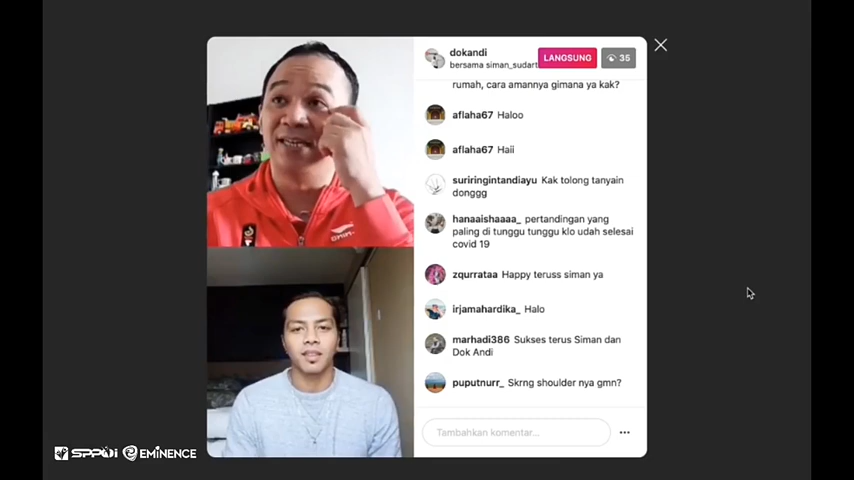 dokandi
bersama siman_sudart
LANGSUNG
35
rumah, cara amannya gimana ya kak?
aflaha67 Haloo
aflaha67 Haii
suriringintandiayu Kak tolong tanyain
donggg
hanaaishaaaa_ pertandingan yang
paling di tunggu tunggu klo udah selesai
covid 19
zqurrataa Happy teruss siman ya
irjamahardika_ Halo
marhadi386 Sukses terus Siman dan
Dok Andi
puputnurr_ Skrng shoulder nya gmn?
Tambahkan komentar...
EMINENCE